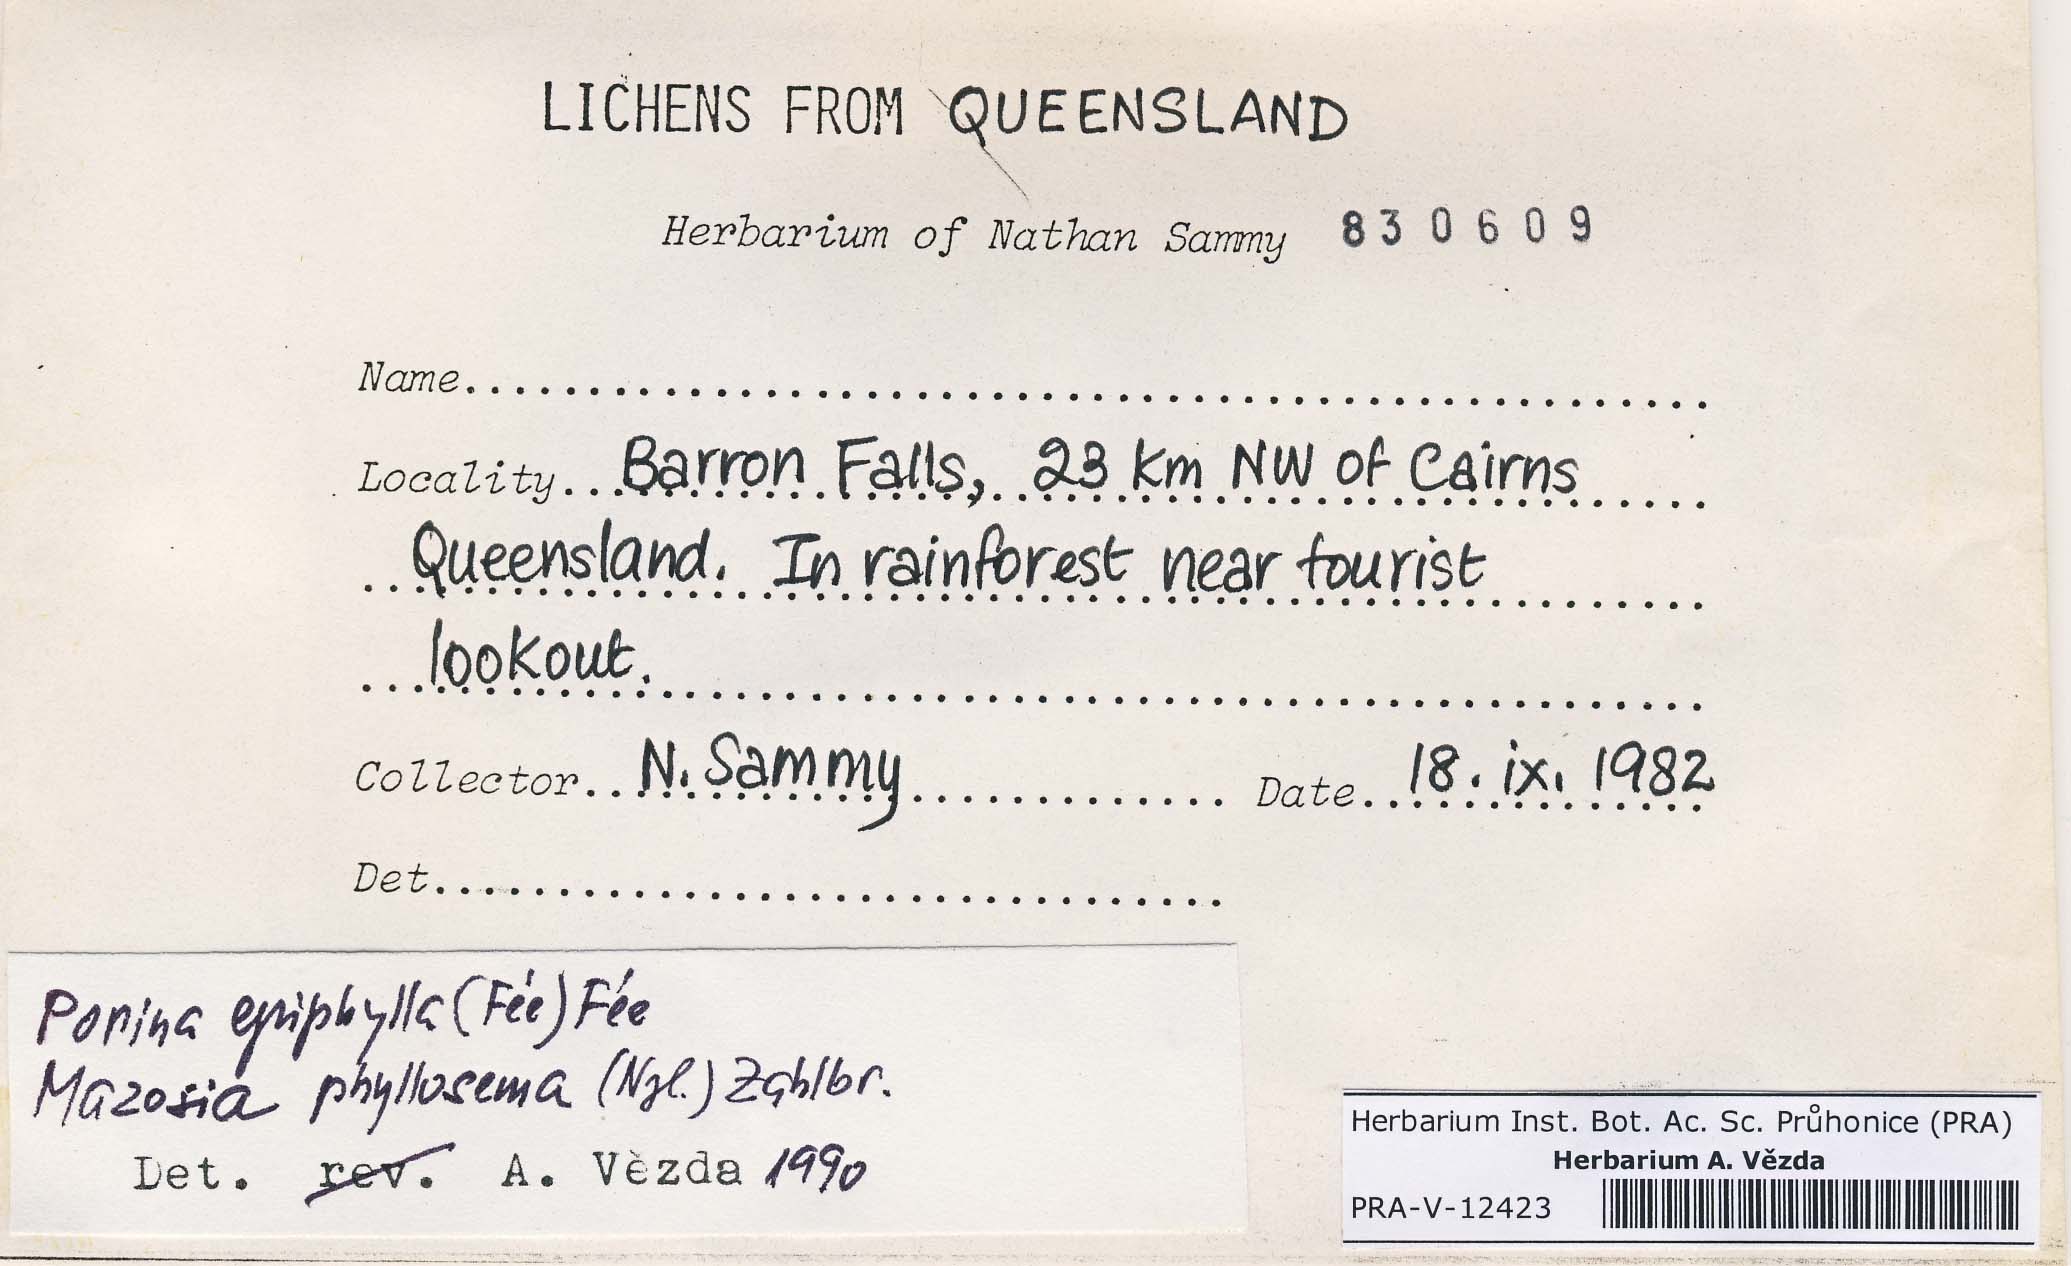 LICHENS FROM QUEENSLAND
Herbarium of Nathan Sammy 830609
Name..................................................
Locality...Barron Falls, 23 km NW of Cairns
Queensland. In rainforest near tourist
lookout.
Collector..N. Sammy............. Date..18. ix. 1982
Det................................
Porina epiphylla (Fée) Fée
Mazosia phyllosema (Nyl.) Zahlbr.
Det. rev. A. Vězda 1990
Herbarium Inst. Bot. Ac. Sc. Průhonice (PRA)
Herbarium A. Vězda
PRA-V-12423